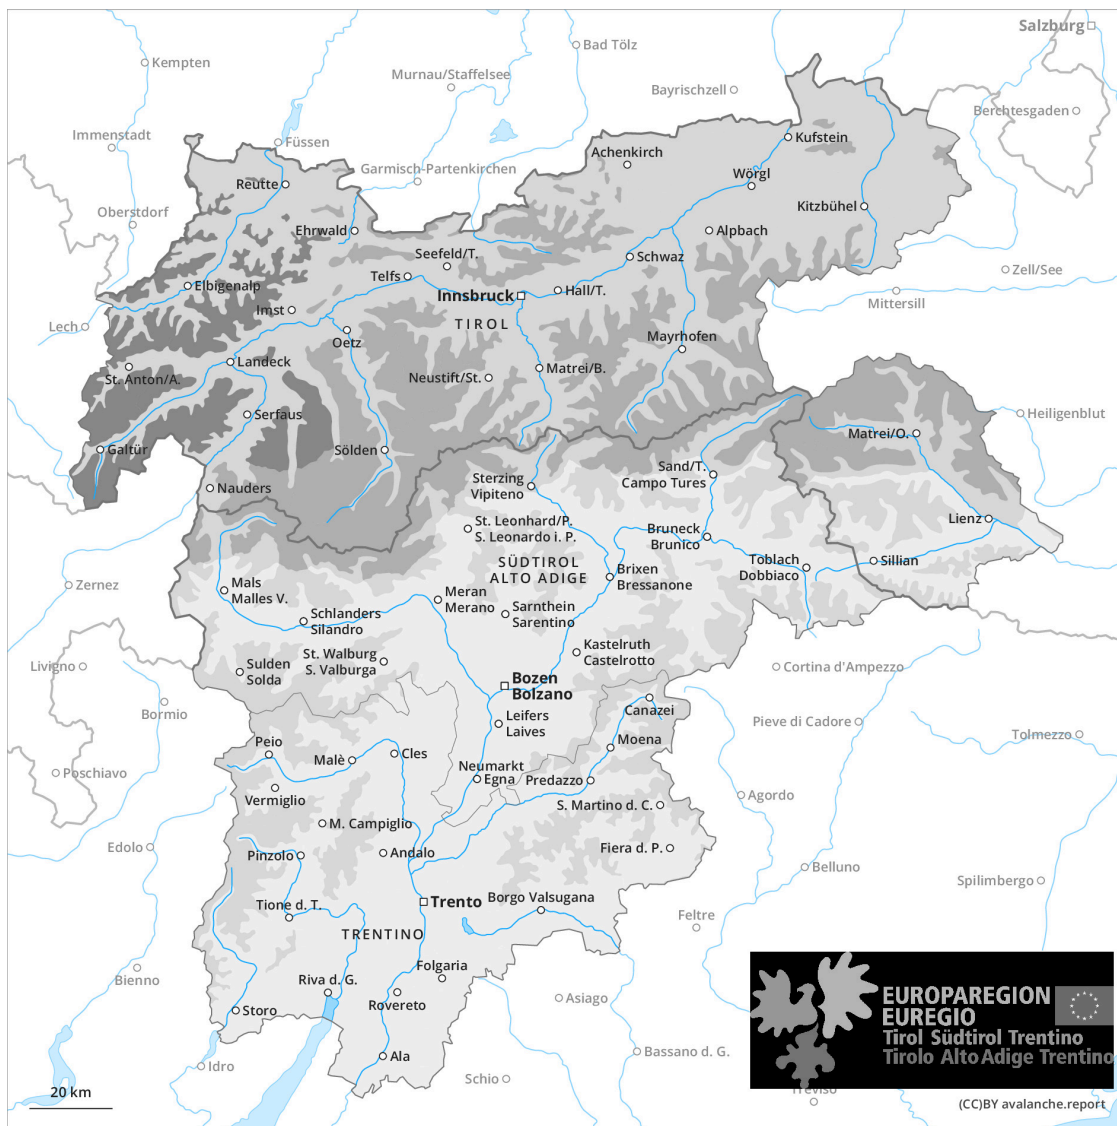 Salzburg
Kempten
Bad Tölz
Murnau/Staffelsee
Bayrischzell
Berchtesgaden
Immenstadt
Füssen
Kufstein
Achenkirch
Garmisch-Partenkirchen
Wörgl
Reutte
Kitzbühel
Oberstdorf
Ehrwald
Alpbach
Seefeld/T.
Schwaz
Telfs
Zell/See
Elbigenalp
Innsbruck
Hall/T.
Mittersill
Imst
TIROL
Lech
Oetz
Mayrhofen
Landeck
St. Anton/A.
Neustift/St.
Matrei/B.
Serfaus
Heiligenblut
Matrei/O.
Galtür
Sölden
Sand/T.
Campo Tures
Sterzing
Vipiteno
Nauders
Lienz
St. Leonhard/P.
S. Leonardo i. P.
Bruneck
Brunico
SÜDTIROL
ALTO ADIGE
Toblach
Dobbiaco
Sillian
Brixen
Bressanone
Zernez
Mals
Malles V.
Meran
Merano
Schlanders
Silandro
Sarnthein
Sarentino
Kastelruth
Castelrotto
St. Walburg
S. Valburga
Livigno
Sulden
Solda
Cortina d'Ampezzo
Bozen
Bolzano
Bormio
Canazei
Leifers
Laives
Pieve di Cadore
Tolmezzo
Peio
Moena
Malè
Cles
Poschiavo
Neumarkt
Egna
Predazzo
Vermiglio
Agordo
S. Martino d. C.
M. Campiglio
Edolo
Pinzolo
Andalo
Fiera d. P.
Belluno
Spilimbergo
Trento
Borgo Valsugana
Tione d. T.
Feltre
TRENTINO
Bienno
Folgaria
Riva d. G.
Rovereto
Asiago
Storo
EUROPAREGION
EUREGIO
Tirol Südtirol Trentino
Tirolo Alto Adige Trentino
Ala
Bassano d. G.
Idro
Schio
Treviso
20 km
(CC)BY avalanche.report